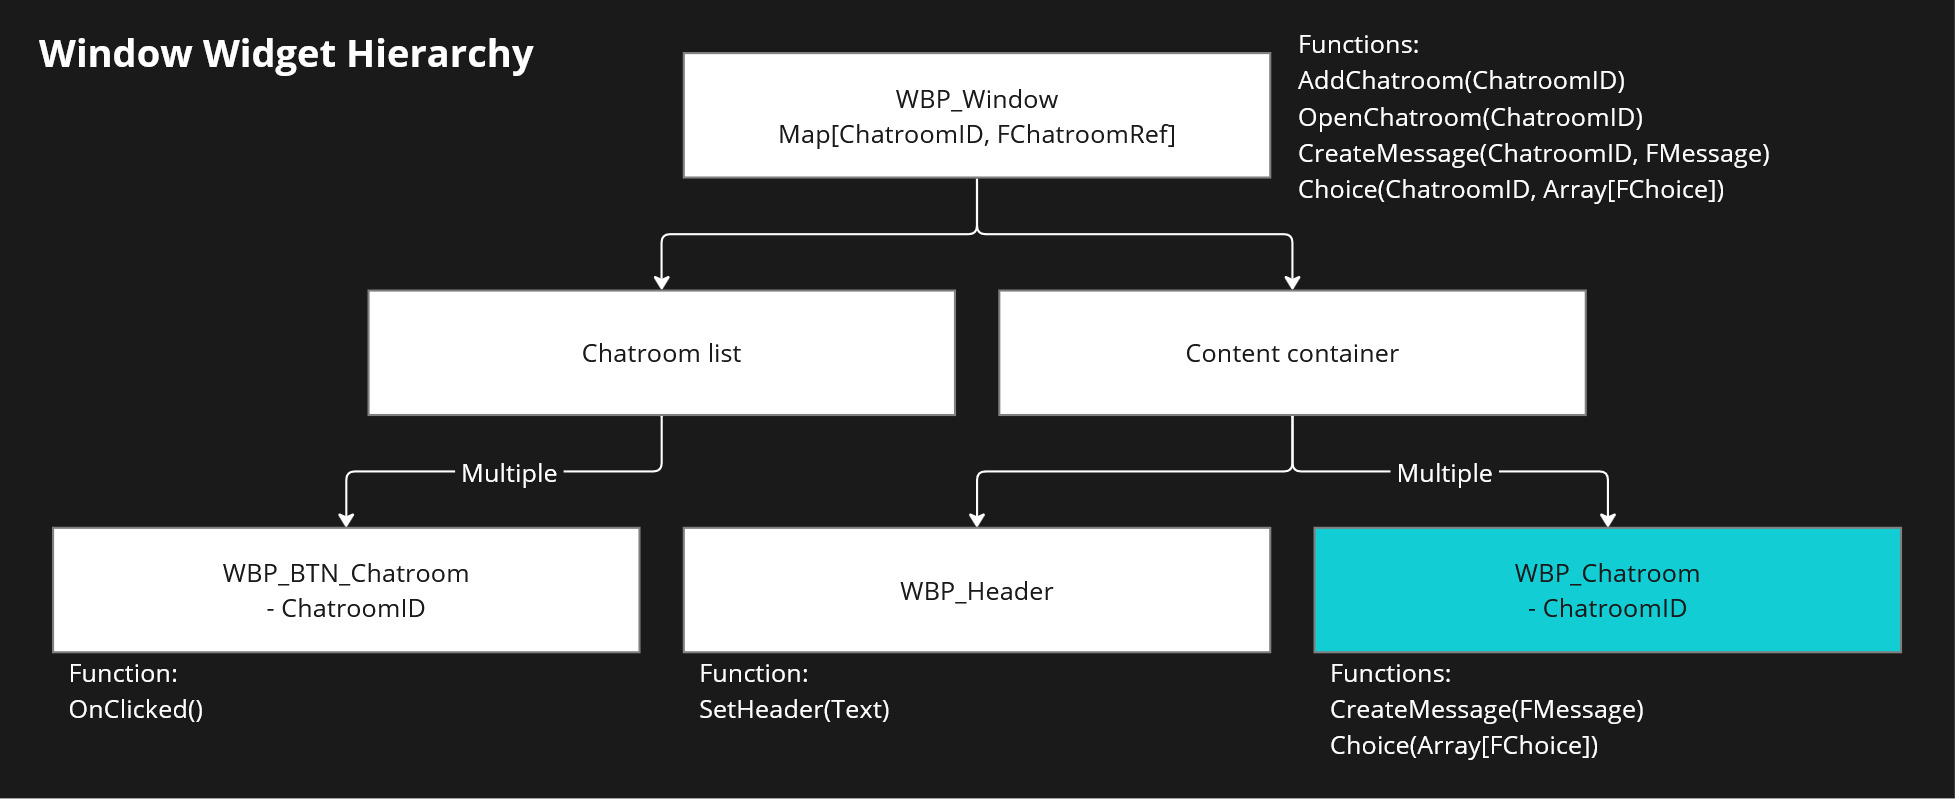 Window Widget Hierarchy
WBP_Window
Map[ChatroomID, FChatroomRef]
Functions:
AddChatroom(ChatroomID)
OpenChatroom(ChatroomID)
CreateMessage(ChatroomID, FMessage)
Choice(ChatroomID, Array[FChoice])
Chatroom list
Content container
Multiple
Multiple
WBP_BTN_Chatroom
- ChatroomID
WBP_Header
WBP_Chatroom
- ChatroomID
Function:
OnClicked()
Function:
SetHeader(Text)
Functions:
CreateMessage(FMessage)
Choice(Array[FChoice])